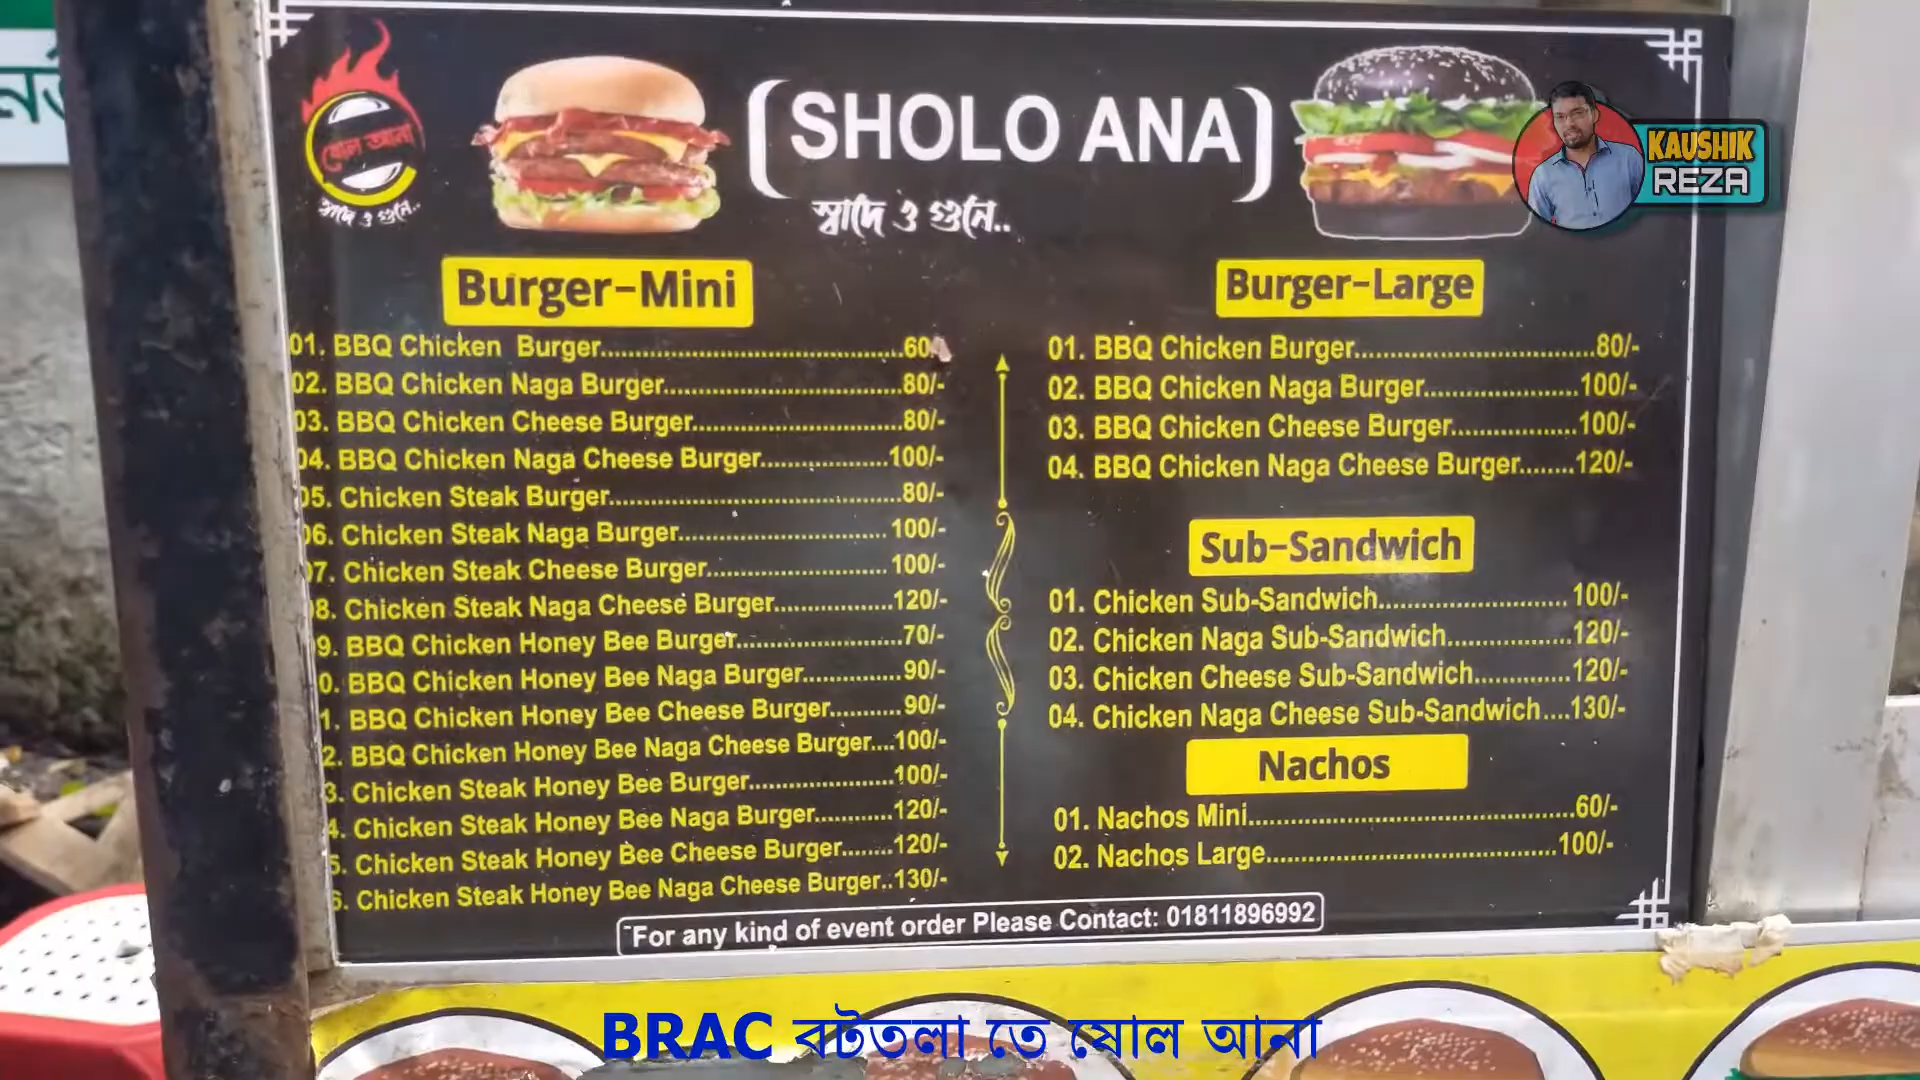 ষোল আনা
স্বাদে ও গুনে..
(SHOLO ANA)
স্বাদে ও গুনে..
KAUSHIK
REZA
Burger-Mini
01. BBQ Chicken Burger..........60
02. BBQ Chicken Naga Burger..........80/-
03. BBQ Chicken Cheese Burger..........80/-
04. BBQ Chicken Naga Cheese Burger..........100/-
05. Chicken Steak Burger..........80/-
06. Chicken Steak Naga Burger..........100/-
07. Chicken Steak Cheese Burger..........100/-
08. Chicken Steak Naga Cheese Burger..........120/-
9. BBQ Chicken Honey Bee Burger..........70/-
0. BBQ Chicken Honey Bee Naga Burger..........90/-
1. BBQ Chicken Honey Bee Cheese Burger..........90/-
2. BBQ Chicken Honey Bee Naga Cheese Burger....100/-
3. Chicken Steak Honey Bee Burger..........100/-
4. Chicken Steak Honey Bee Naga Burger..........120/-
5. Chicken Steak Honey Bee Cheese Burger........120/-
6. Chicken Steak Honey Bee Naga Cheese Burger..130/-
Burger-Large
01. BBQ Chicken Burger..........80/-
02. BBQ Chicken Naga Burger..........100/-
03. BBQ Chicken Cheese Burger..........100/-
04. BBQ Chicken Naga Cheese Burger........120/-
Sub-Sandwich
01. Chicken Sub-Sandwich..........100/-
02. Chicken Naga Sub-Sandwich..........120/-
03. Chicken Cheese Sub-Sandwich..........120/-
04. Chicken Naga Cheese Sub-Sandwich....130/-
Nachos
01. Nachos Mini..........60/-
02. Nachos Large..........100/-
For any kind of event order Please Contact: 01811896992
BRAC বটতলা তে ষোল আনা